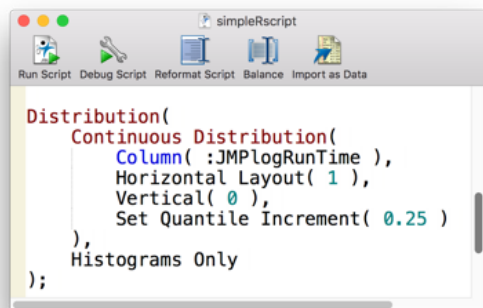 simpleRscript
Run Script Debug Script Reformat Script Balance Import as Data
Distribution(
    Continuous Distribution(
        Column( :JMPlogRunTime ),
        Horizontal Layout( 1 ),
        Vertical( 0 ),
        Set Quantile Increment( 0.25 )
    ),
    Histograms Only
);